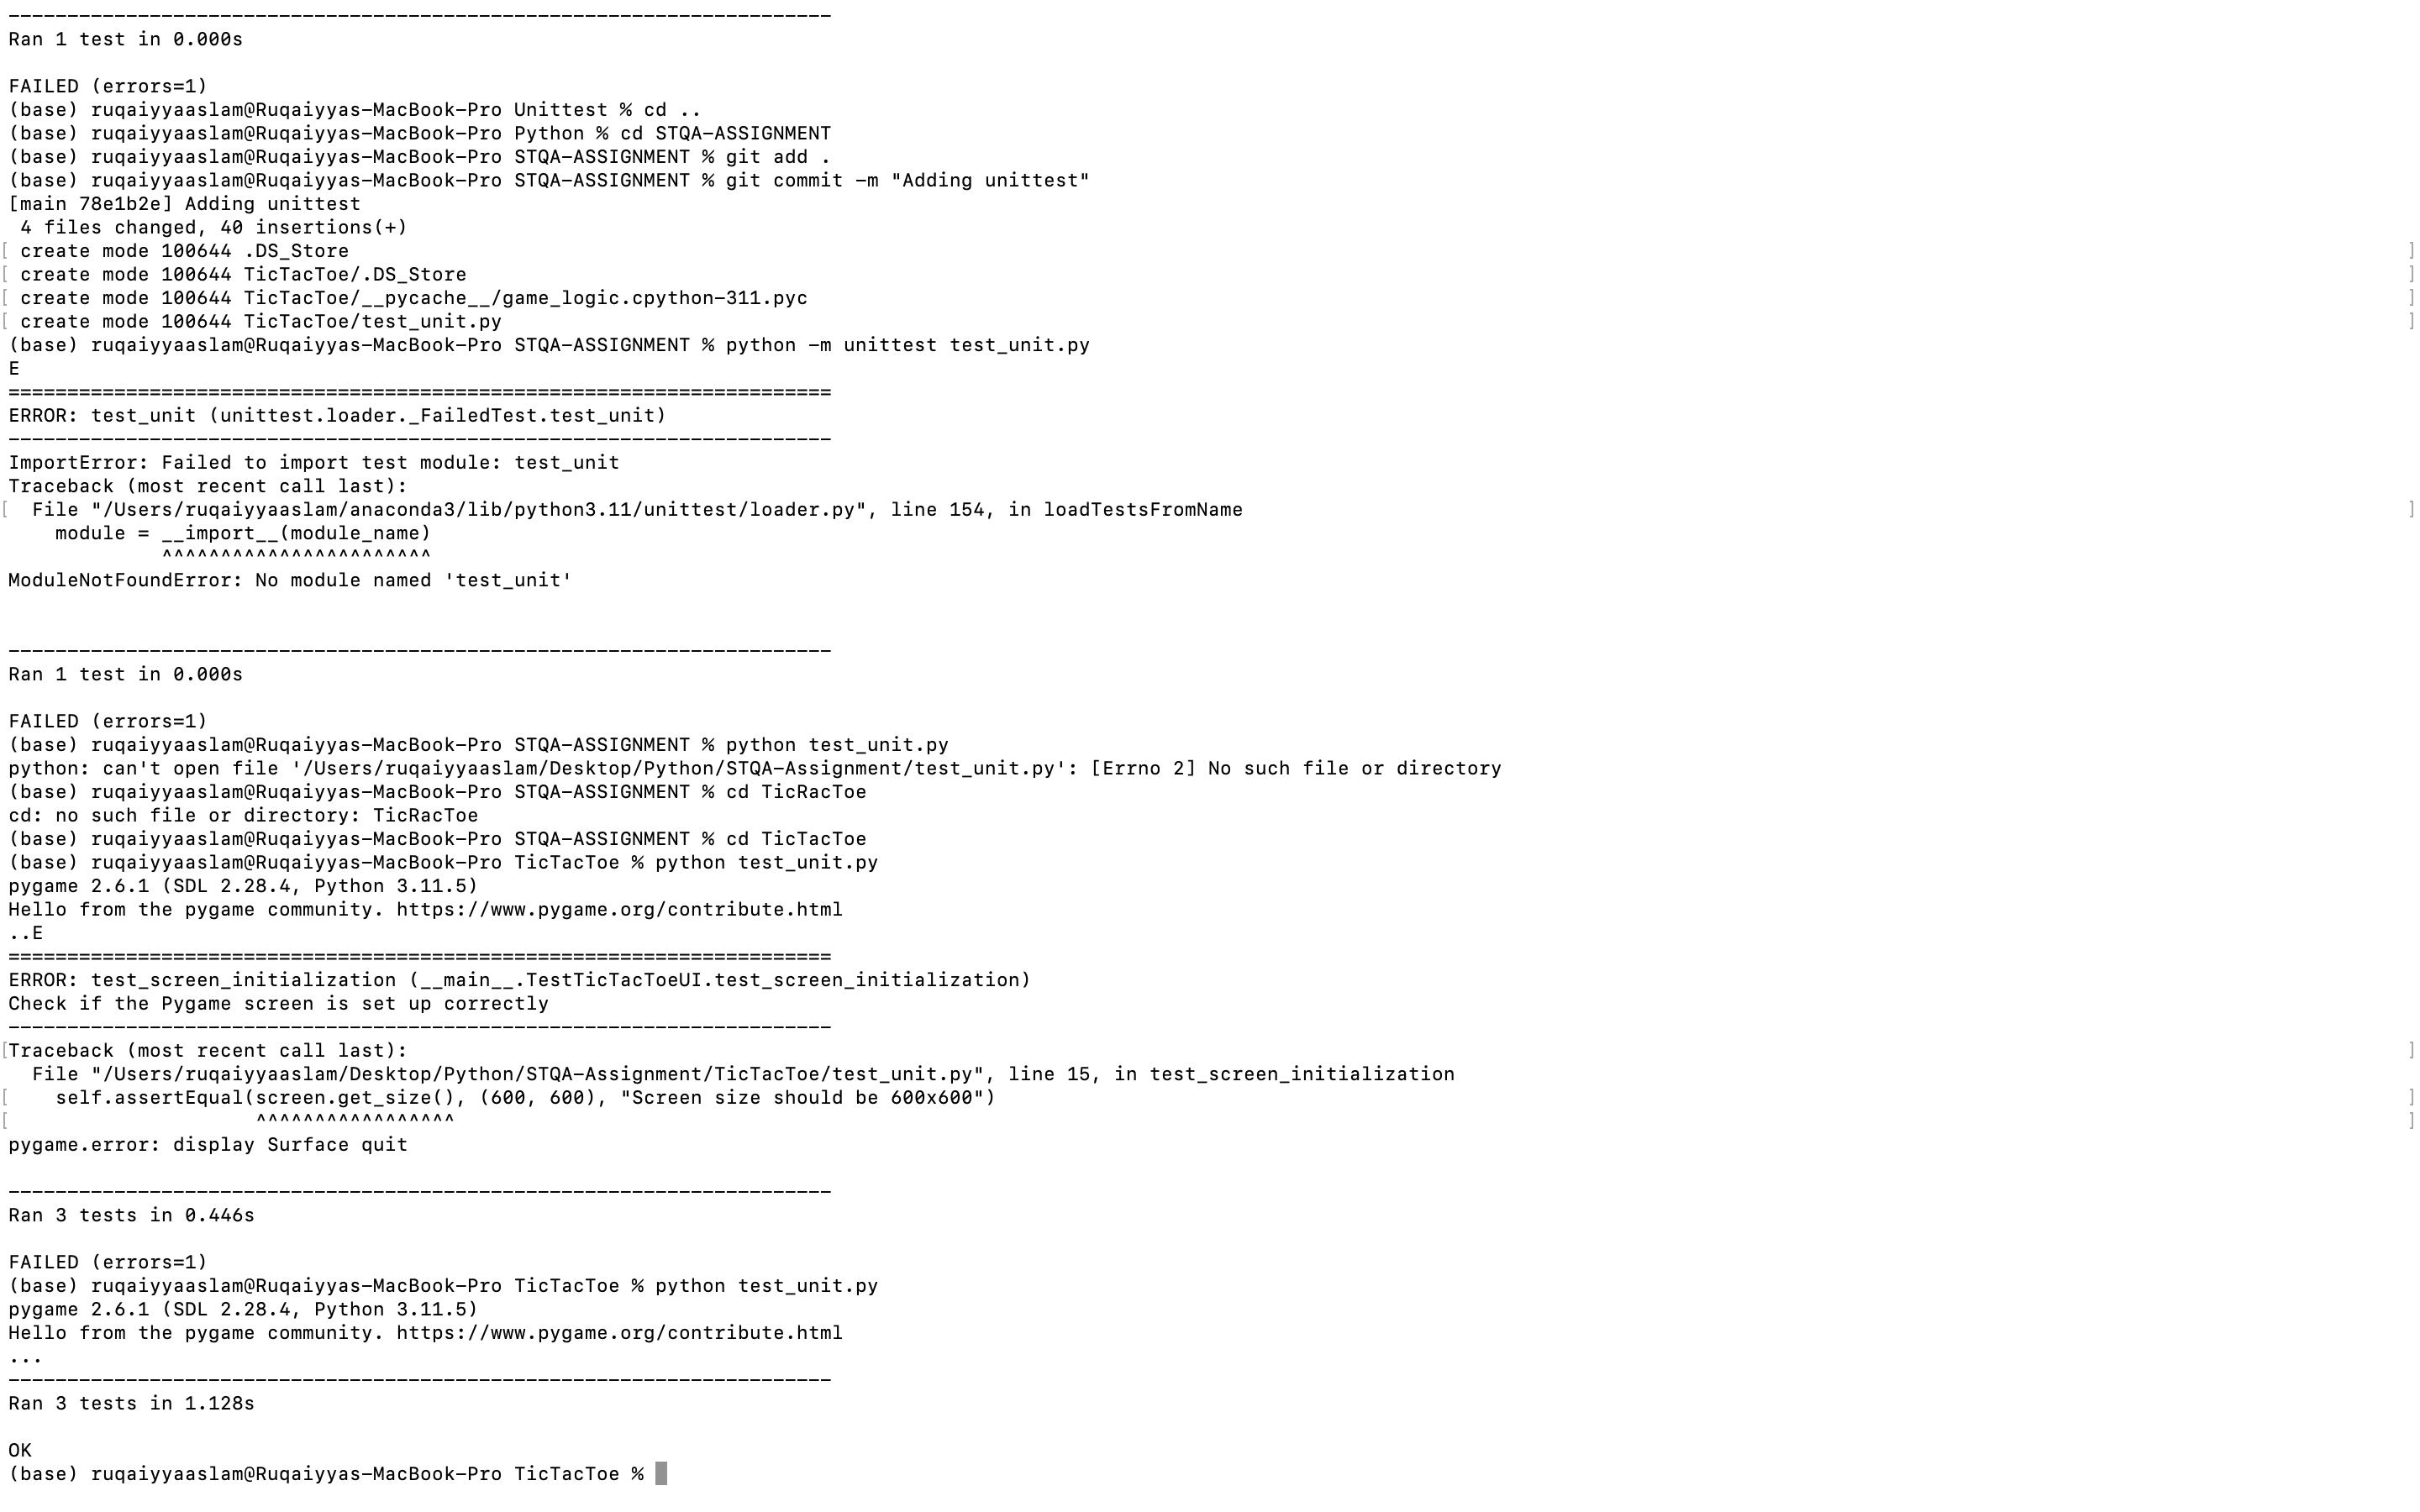 ----------------------------------------------------------------------
Ran 1 test in 0.000s
FAILED (errors=1)
(base) ruqaiyyaaslam@Ruqaiyyas-MacBook-Pro Unittest % cd ..
(base) ruqaiyyaaslam@Ruqaiyyas-MacBook-Pro Python % cd STQA-ASSIGNMENT
(base) ruqaiyyaaslam@Ruqaiyyas-MacBook-Pro STQA-ASSIGNMENT % git add .
(base) ruqaiyyaaslam@Ruqaiyyas-MacBook-Pro STQA-ASSIGNMENT % git commit -m "Adding unittest"
[main 78e1b2e] Adding unittest
 4 files changed, 40 insertions(+)
[ create mode 100644 .DS_Store ]
[ create mode 100644 TicTacToe/.DS_Store ]
[ create mode 100644 TicTacToe/__pycache__/game_logic.cpython-311.pyc ]
[ create mode 100644 TicTacToe/test_unit.py ]
(base) ruqaiyyaaslam@Ruqaiyyas-MacBook-Pro STQA-ASSIGNMENT % python -m unittest test_unit.py
E
======================================================================
ERROR: test_unit (unittest.loader._FailedTest.test_unit)
----------------------------------------------------------------------
ImportError: Failed to import test module: test_unit
Traceback (most recent call last):
[  File "/Users/ruqaiyyaaslam/anaconda3/lib/python3.11/unittest/loader.py", line 154, in loadTestsFromName ]
    module = __import__(module_name)
             ^^^^^^^^^^^^^^^^^^^^^^^
ModuleNotFoundError: No module named 'test_unit'
----------------------------------------------------------------------
Ran 1 test in 0.000s
FAILED (errors=1)
(base) ruqaiyyaaslam@Ruqaiyyas-MacBook-Pro STQA-ASSIGNMENT % python test_unit.py
python: can't open file '/Users/ruqaiyyaaslam/Desktop/Python/STQA-Assignment/test_unit.py': [Errno 2] No such file or directory
(base) ruqaiyyaaslam@Ruqaiyyas-MacBook-Pro STQA-ASSIGNMENT % cd TicRacToe
cd: no such file or directory: TicRacToe
(base) ruqaiyyaaslam@Ruqaiyyas-MacBook-Pro STQA-ASSIGNMENT % cd TicTacToe
(base) ruqaiyyaaslam@Ruqaiyyas-MacBook-Pro TicTacToe % python test_unit.py
pygame 2.6.1 (SDL 2.28.4, Python 3.11.5)
Hello from the pygame community. https://www.pygame.org/contribute.html
..E
======================================================================
ERROR: test_screen_initialization (__main__.TestTicTacToeUI.test_screen_initialization)
Check if the Pygame screen is set up correctly
----------------------------------------------------------------------
[Traceback (most recent call last): ]
  File "/Users/ruqaiyyaaslam/Desktop/Python/STQA-Assignment/TicTacToe/test_unit.py", line 15, in test_screen_initialization
[    self.assertEqual(screen.get_size(), (600, 600), "Screen size should be 600x600") ]
[                     ^^^^^^^^^^^^^^^^^ ]
pygame.error: display Surface quit
----------------------------------------------------------------------
Ran 3 tests in 0.446s
FAILED (errors=1)
(base) ruqaiyyaaslam@Ruqaiyyas-MacBook-Pro TicTacToe % python test_unit.py
pygame 2.6.1 (SDL 2.28.4, Python 3.11.5)
Hello from the pygame community. https://www.pygame.org/contribute.html
...
----------------------------------------------------------------------
Ran 3 tests in 1.128s
OK
(base) ruqaiyyaaslam@Ruqaiyyas-MacBook-Pro TicTacToe %